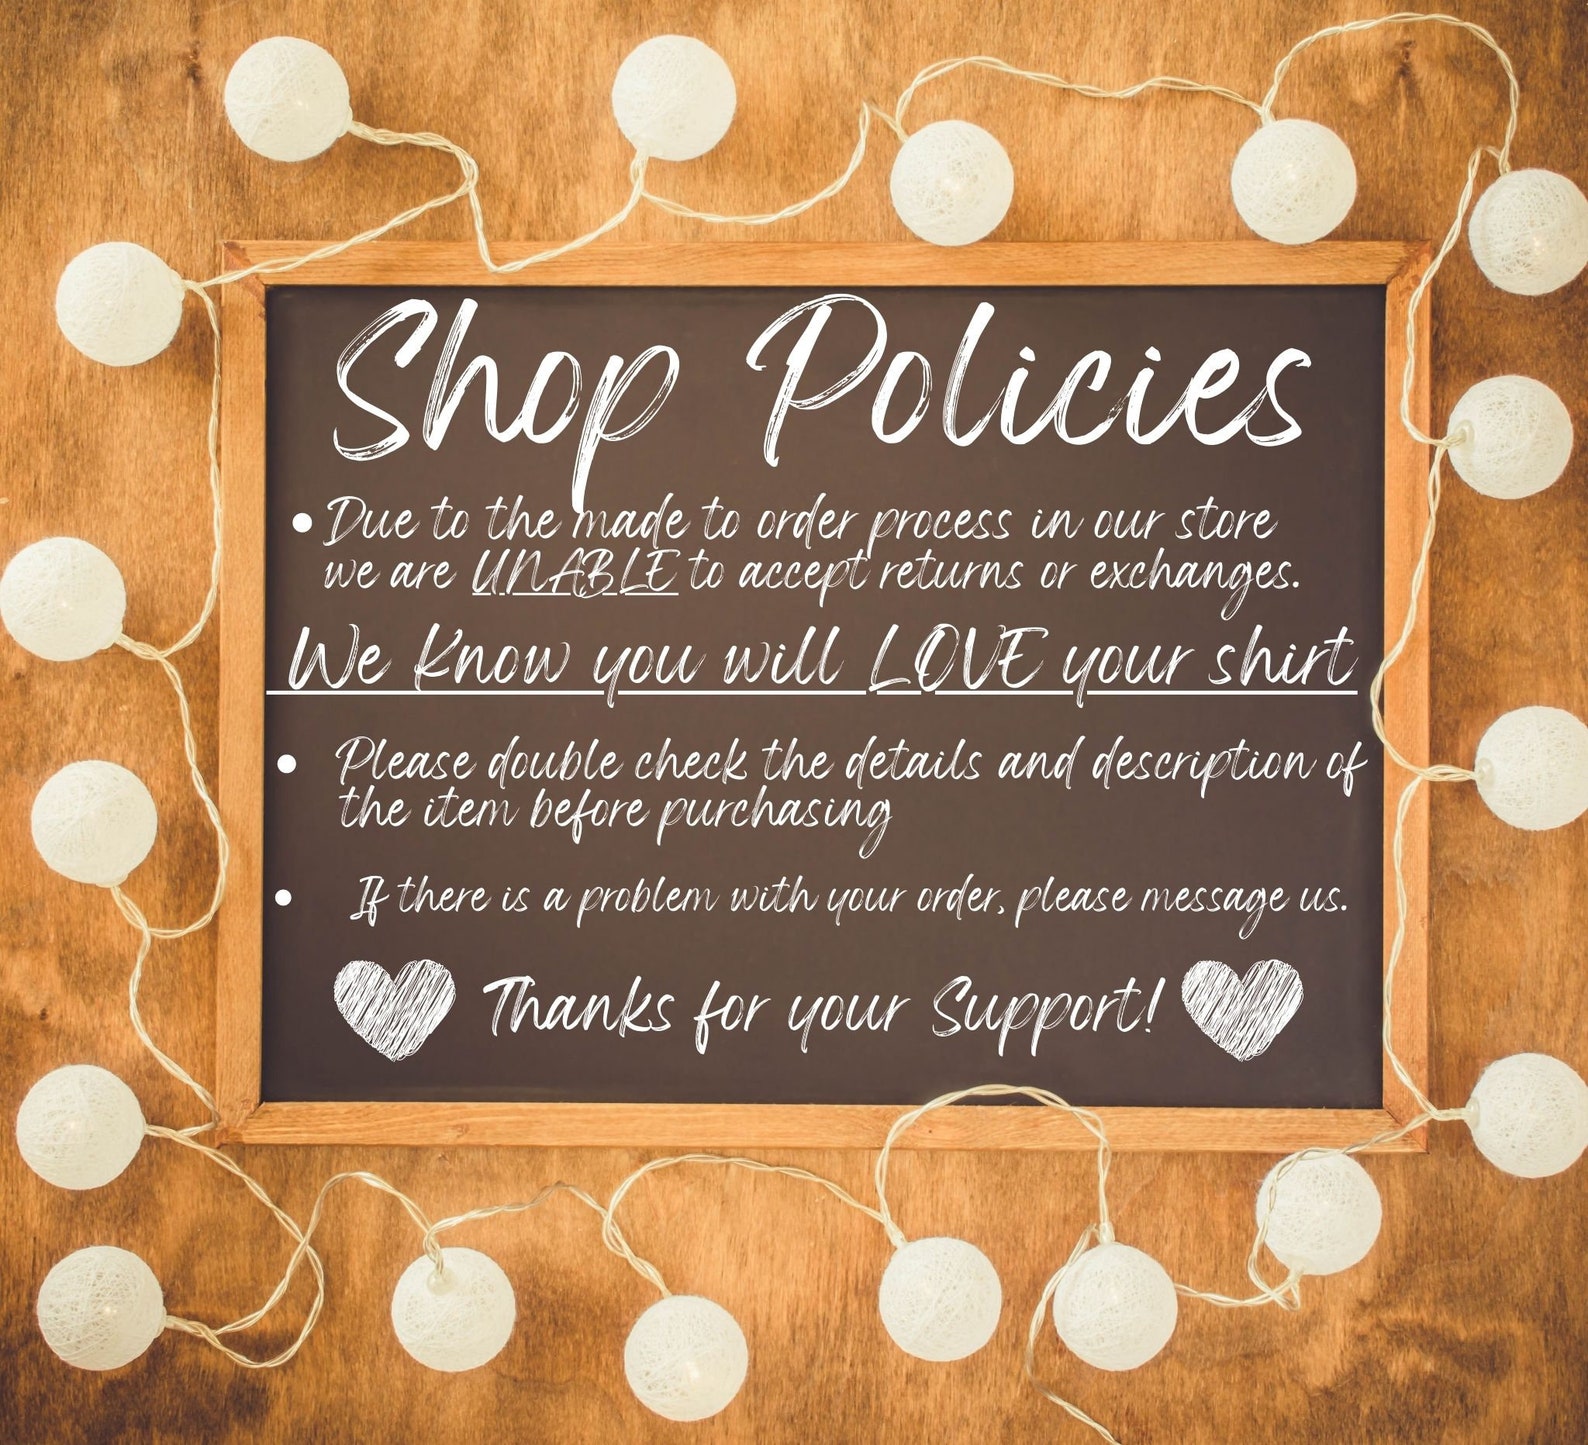 Shop Policies
• Due to the made to order process in our store
we are UNABLE to accept returns or exchanges.
We Know you will LOVE your shirt
• Please double check the details and description of
the item before purchasing
• If there is a problem with your order, please message us.
Thanks for your Support!